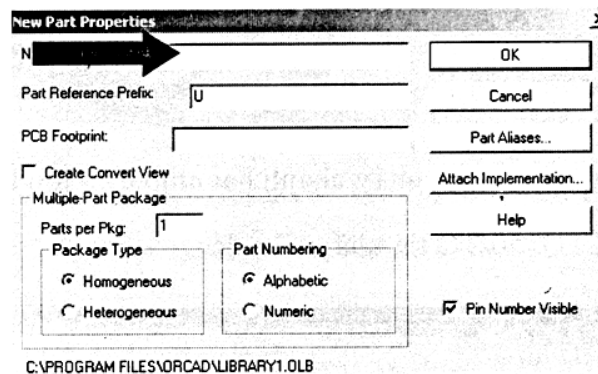 New Part Properties
N
OK
Part Reference Prefix: U
Cancel
PCB Footprint:
Part Aliases...
Create Convert View
Attach Implementation...
Multiple-Part Package
Parts per Pkg: 1
Help
Package Type
Part Numbering
Homogeneous
Alphabetic
Heterogeneous
Numeric
Pin Number Visible
C:\PROGRAM FILES\ORCAD\LIBRARY1.OLB